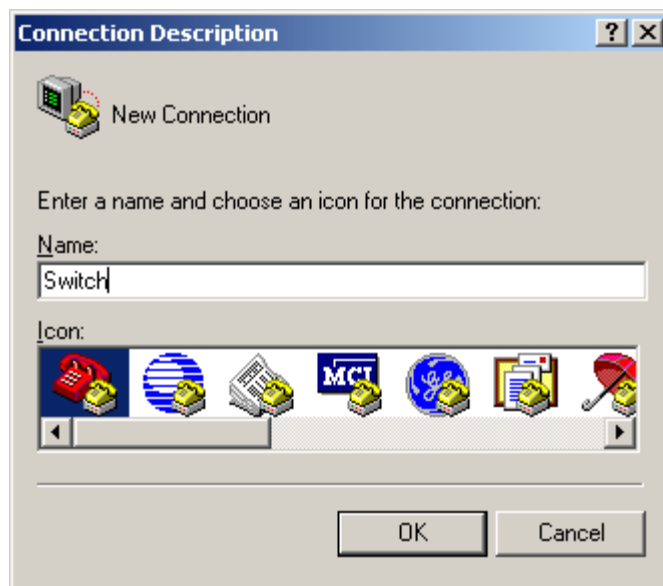 Connection Description
New Connection
Enter a name and choose an icon for the connection:
Name:
Switch
Icon:
MCI
OK Cancel